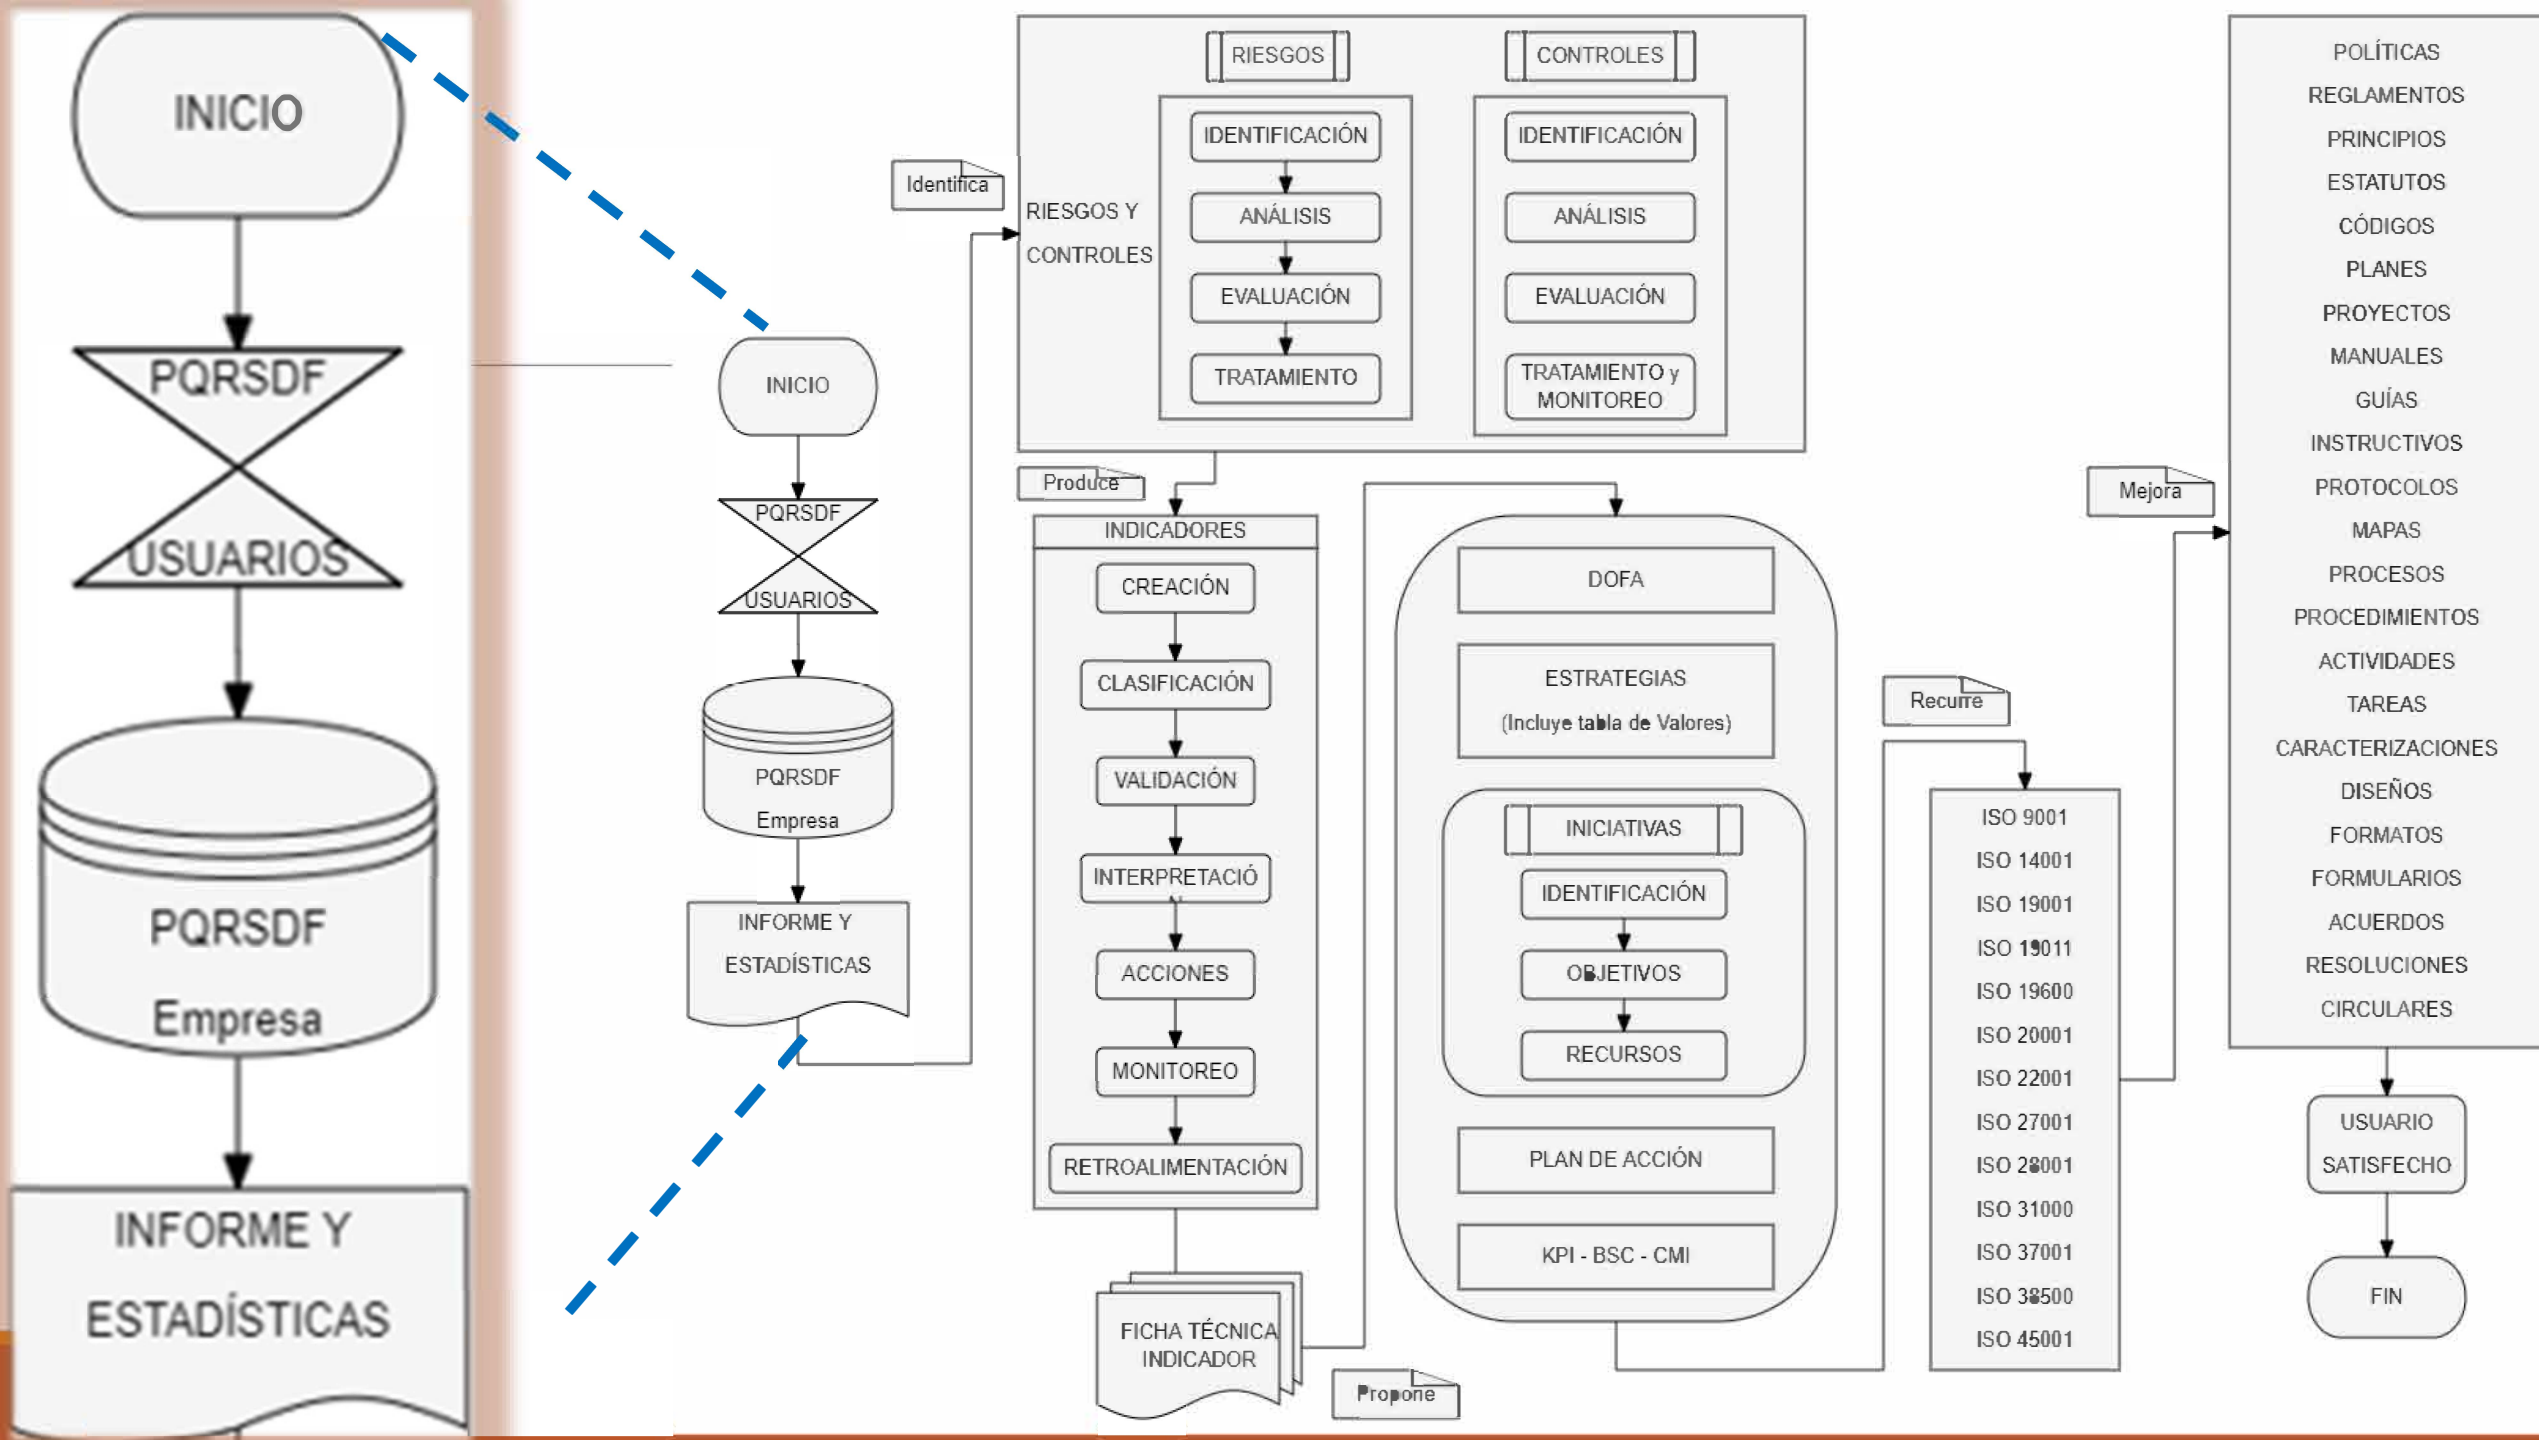 INICIO
PQRSDF
USUARIOS
PQRSDF
Empresa
INFORME Y
ESTADÍSTICAS
INICIO
PQRSDF
USUARIOS
PQRSDF
Empresa
INFORME Y
ESTADÍSTICAS
Identifica
RIESGOS Y
CONTROLES
RIESGOS
IDENTIFICACIÓN
ANÁLISIS
EVALUACIÓN
TRATAMIENTO
CONTROLES
IDENTIFICACIÓN
ANÁLISIS
EVALUACIÓN
TRATAMIENTO y
MONITOREO
Produce
INDICADORES
CREACIÓN
CLASIFICACIÓN
VALIDACIÓN
INTERPRETACIÓ
N
ACCIONES
MONITOREO
RETROALIMENTACIÓN
FICHA TÉCNICA
INDICADOR
Propone
DOFA
ESTRATEGIAS
(Incluye tabla de Valores)
INICIATIVAS
IDENTIFICACIÓN
OBJETIVOS
RECURSOS
PLAN DE ACCIÓN
KPI - BSC - CMI
Recurre
ISO 9001
ISO 14001
ISO 19001
ISO 19011
ISO 19600
ISO 20001
ISO 22001
ISO 27001
ISO 28001
ISO 31000
ISO 37001
ISO 38500
ISO 45001
Mejora
POLÍTICAS
REGLAMENTOS
PRINCIPIOS
ESTATUTOS
CÓDIGOS
PLANES
PROYECTOS
MANUALES
GUÍAS
INSTRUCTIVOS
PROTOCOLOS
MAPAS
PROCESOS
PROCEDIMIENTOS
ACTIVIDADES
TAREAS
CARACTERIZACIONES
DISEÑOS
FORMATOS
FORMULARIOS
ACUERDOS
RESOLUCIONES
CIRCULARES
USUARIO
SATISFECHO
FIN